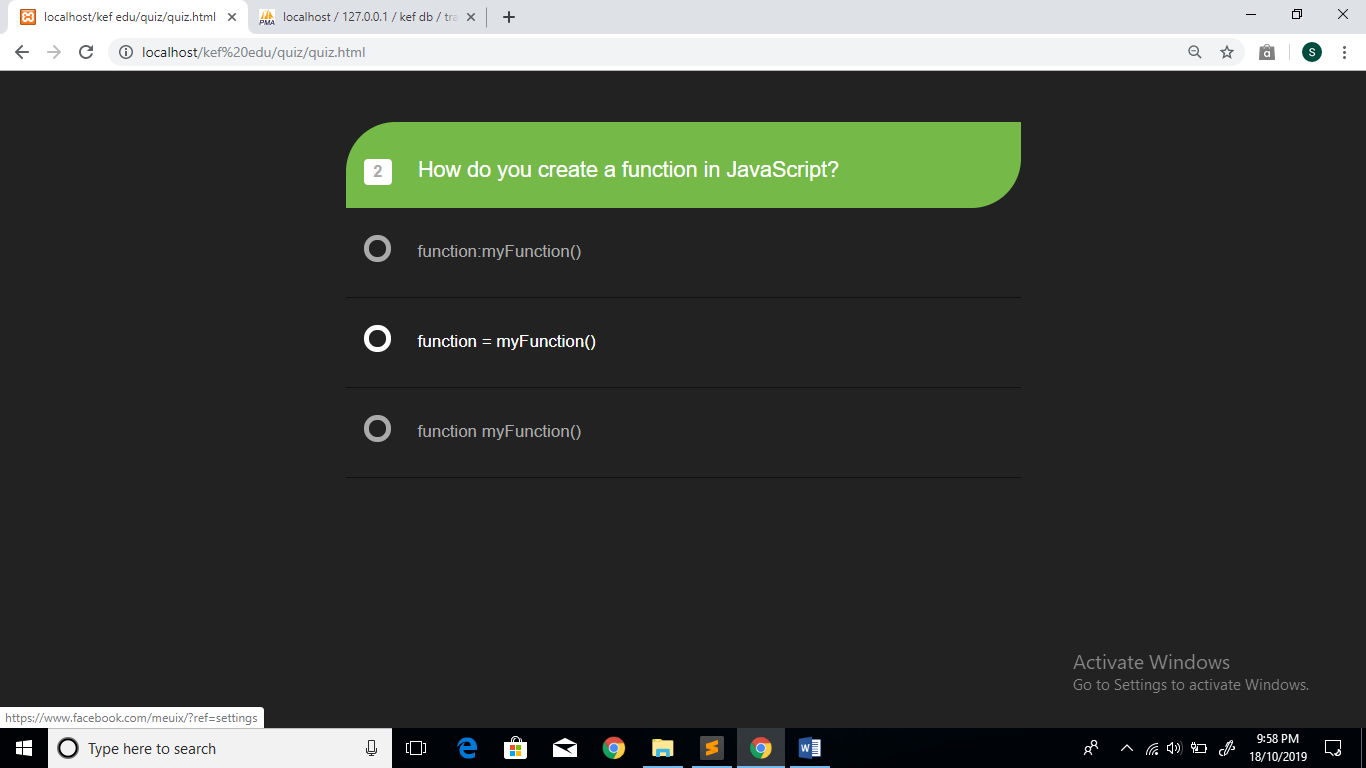 localhost/kef edu/quiz/quiz.html
localhost / 127.0.0.1 / kef db / tra
localhost/kef%20edu/quiz/quiz.html
S
2 How do you create a function in JavaScript?
function:myFunction()
function = myFunction()
function myFunction()
Activate Windows
Go to Settings to activate Windows.
https://www.facebook.com/meuix/?ref=settings
Type here to search
9:58 PM
18/10/2019